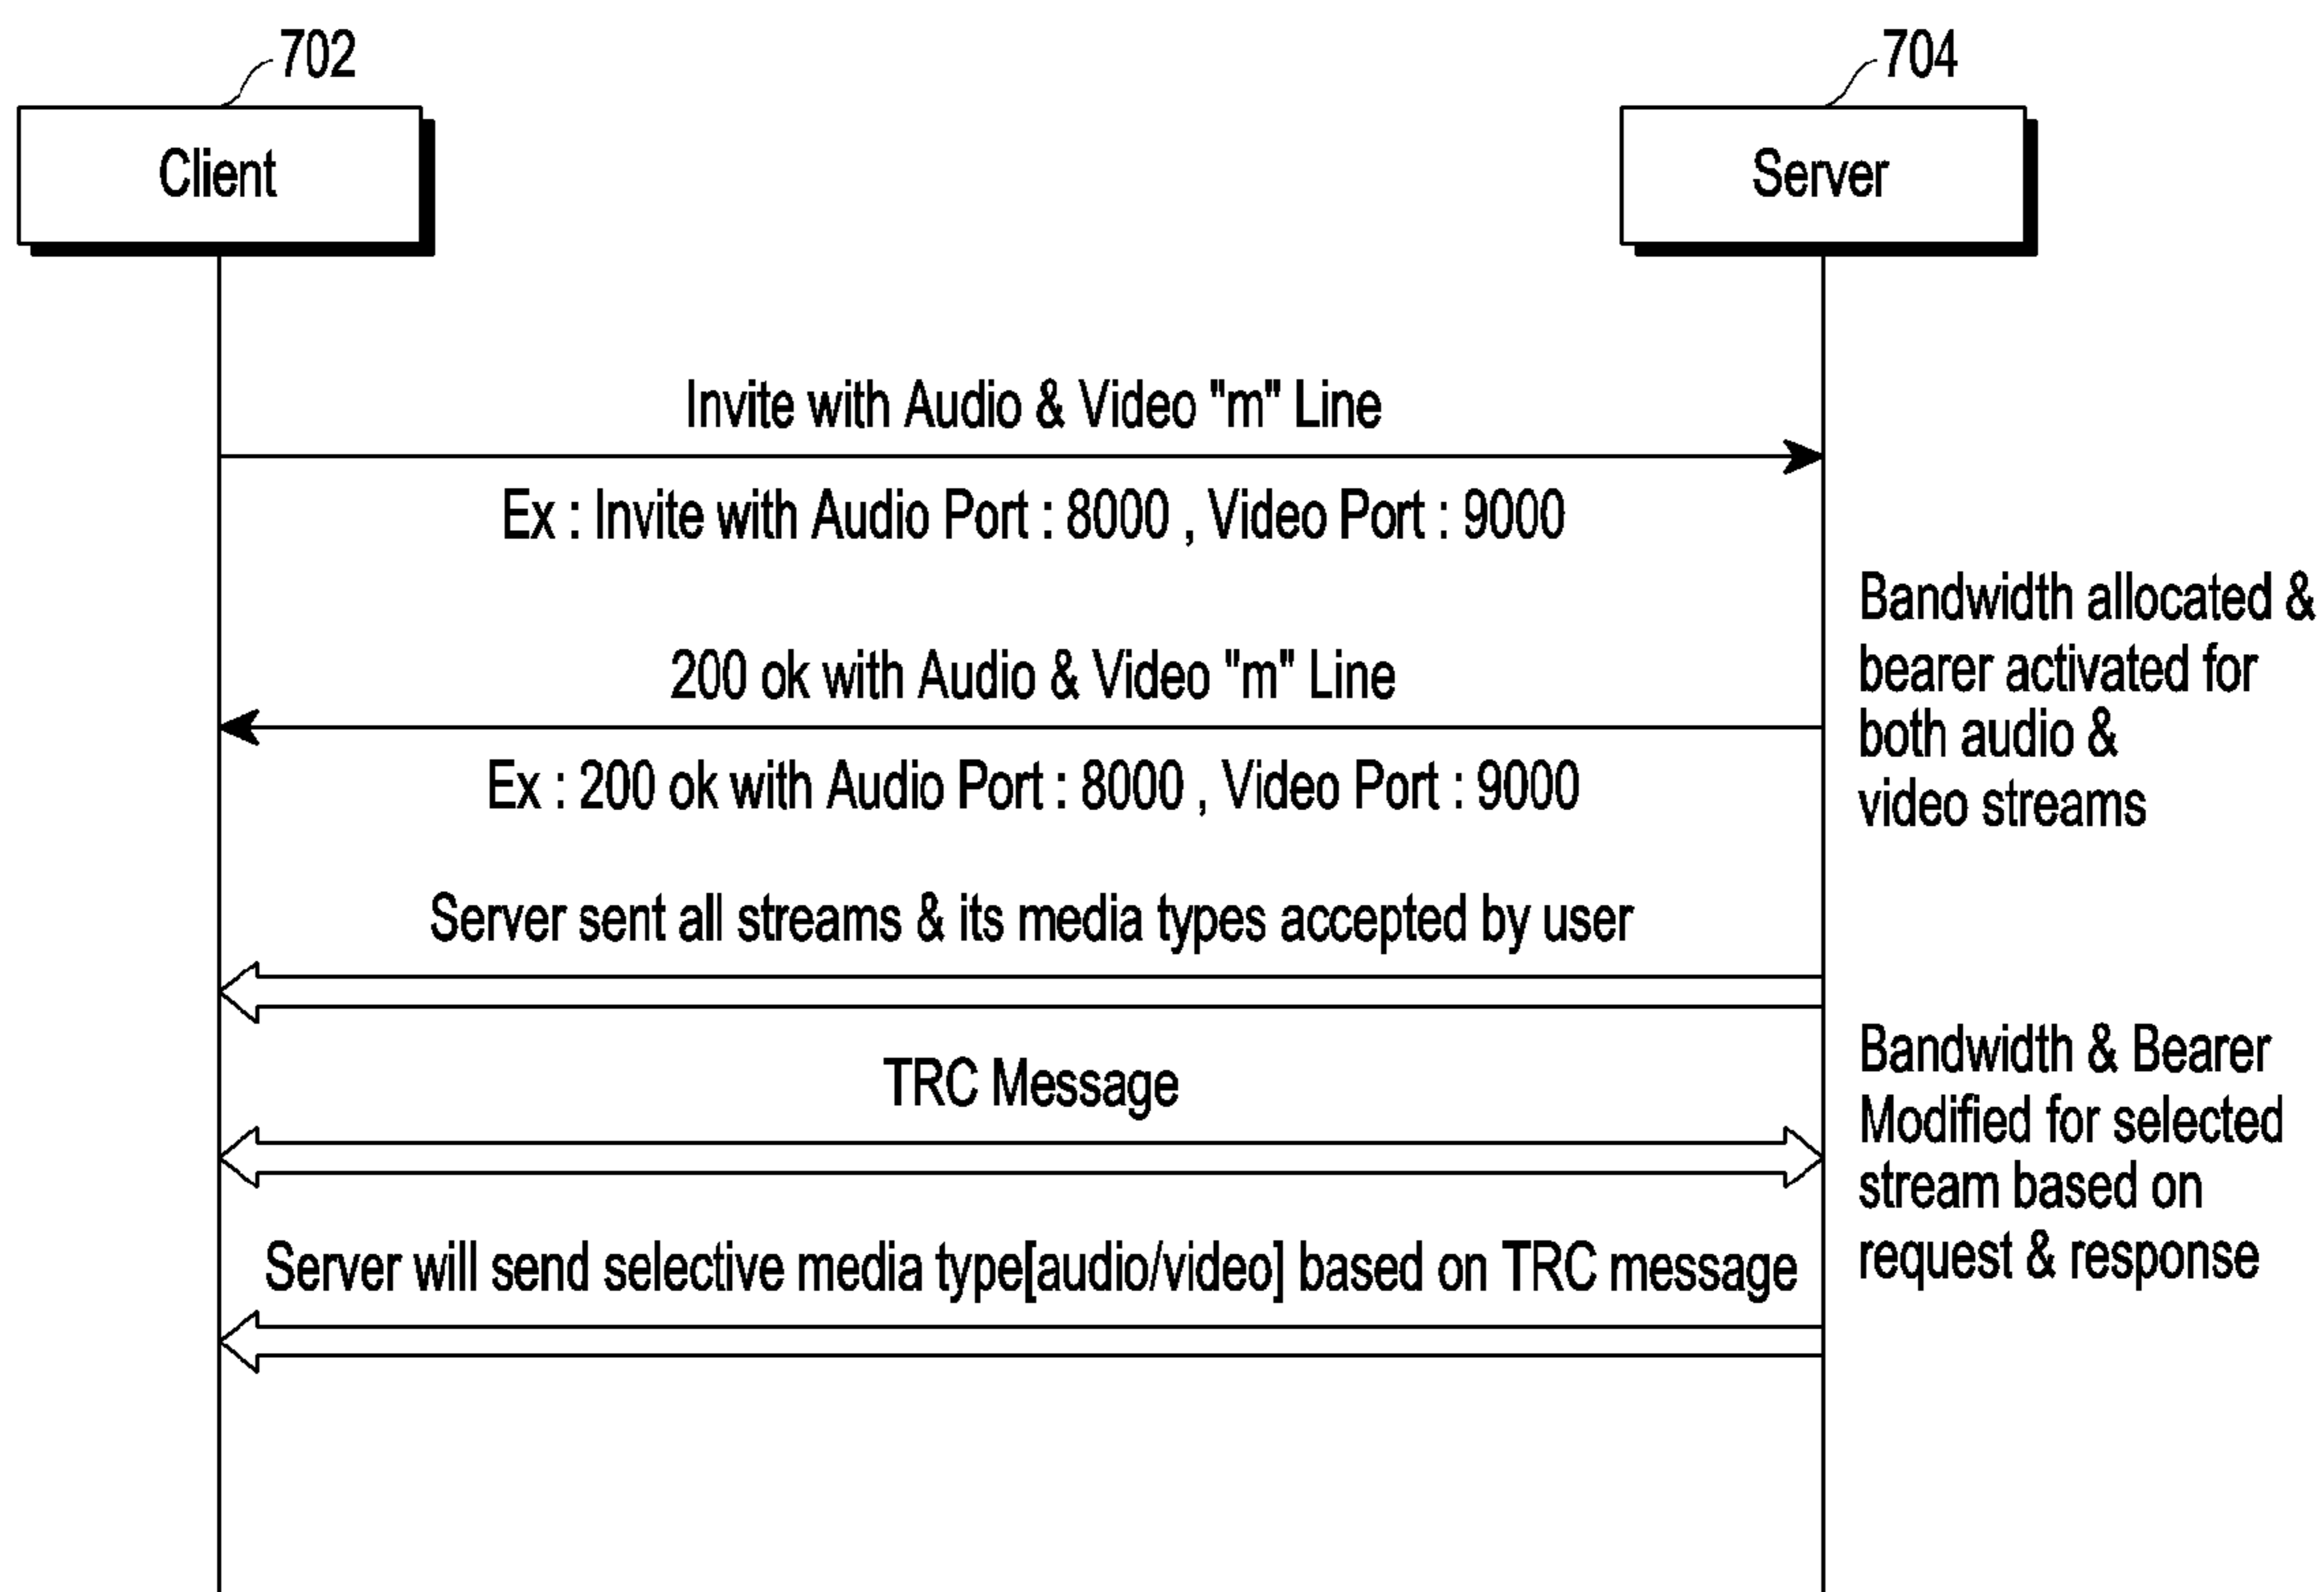 702
704
Client
Server
Invite with Audio & Video "m" Line
Ex : Invite with Audio Port : 8000 , Video Port : 9000
Bandwidth allocated &
bearer activated for
both audio &
video streams
200 ok with Audio & Video "m" Line
Ex : 200 ok with Audio Port : 8000 , Video Port : 9000
Server sent all streams & its media types accepted by user
TRC Message
Bandwidth & Bearer
Modified for selected
stream based on
request & response
Server will send selective media type[audio/video] based on TRC message